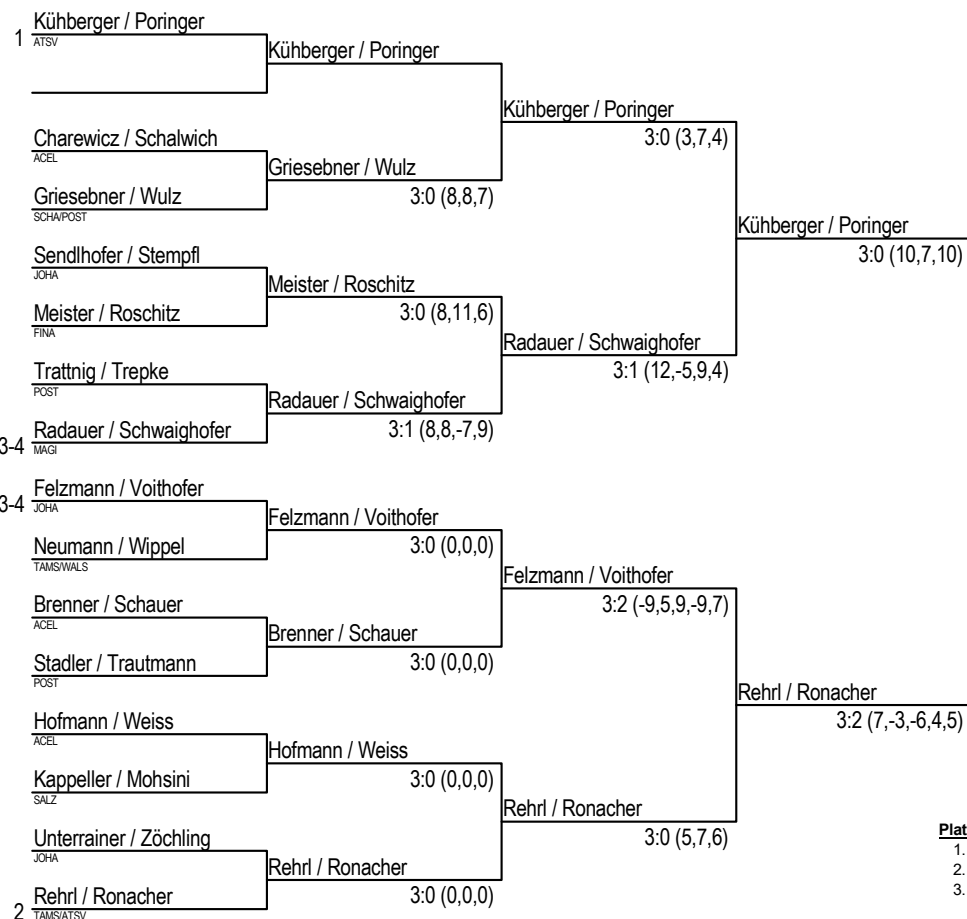 Kühberger / Poringer
1
ATSV
Kühberger / Poringer
Kühberger / Poringer
3:0 (3,7,4)
Charewicz / Schalwich
ACEL
Griesebner / Wulz
3:0 (8,8,7)
Griesebner / Wulz
SCHA/POST
Kühberger / Poringer
3:0 (10,7,10)
Sendlhofer / Stempfl
JOHA
Meister / Roschitz
3:0 (8,11,6)
Meister / Roschitz
FINA
Radauer / Schwaighofer
3:1 (12,-5,9,4)
Trattnig / Trepke
POST
Radauer / Schwaighofer
3:1 (8,8,-7,9)
Radauer / Schwaighofer
3-4
MAGI
Felzmann / Voithofer
3-4
JOHA
Felzmann / Voithofer
3:0 (0,0,0)
Neumann / Wippel
TAMS/WALS
Felzmann / Voithofer
3:2 (-9,5,9,-9,7)
Brenner / Schauer
ACEL
Brenner / Schauer
3:0 (0,0,0)
Stadler / Trautmann
POST
Rehrl / Ronacher
3:2 (7,-3,-6,4,5)
Hofmann / Weiss
ACEL
Hofmann / Weiss
3:0 (0,0,0)
Kappeller / Mohsini
SALZ
Rehrl / Ronacher
3:0 (5,7,6)
Unterrainer / Zöchling
JOHA
Rehrl / Ronacher
3:0 (0,0,0)
Rehrl / Ronacher
2
TAMS/ATSV
Plat
1.
2.
3.